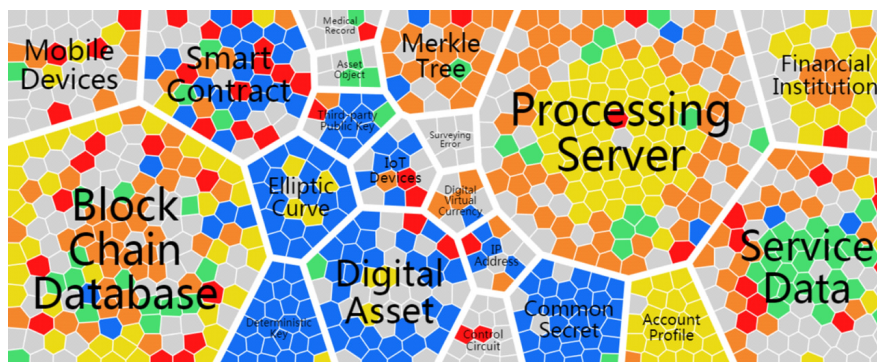 Mobile
Devices
Smart
Contract
Medical
Record
Asset
Object
Merkle
Tree
Processing
Server
Financial
Institution
Third-party
Public Key
Surveying
Error
Elliptic
Curve
IoT
Devices
Digital
Virtual
Currency
Block
Chain
Database
Digital
Asset
IP
Address
Service
Data
Deterministic
Key
Control
Circuit
Common
Secret
Account
Profile